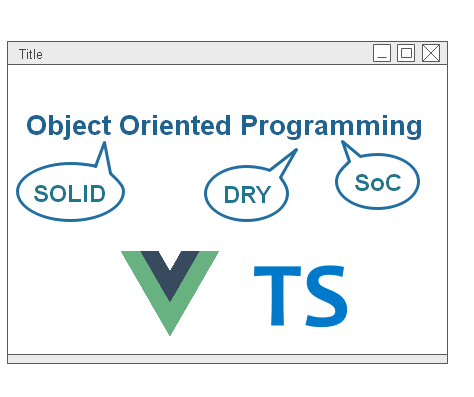 Title
Object Oriented Programming
SOLID
DRY
SoC
TS